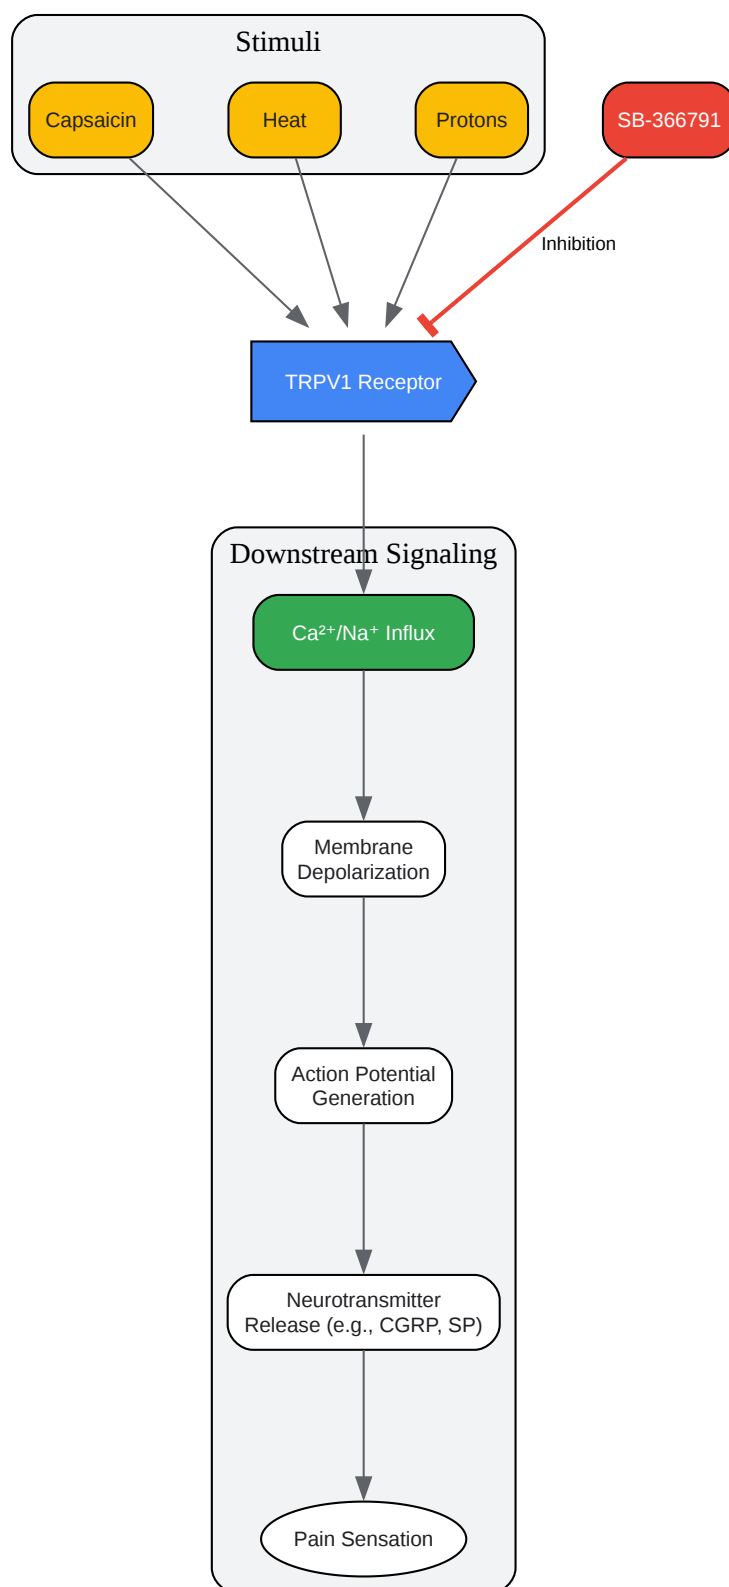 Stimuli
Capsaicin
Heat
Protons
SB-366791
Inhibition
TRPV1 Receptor
Downstream Signaling
Ca²⁺/Na⁺ Influx
Membrane
Depolarization
Action Potential
Generation
Neurotransmitter
Release (e.g., CGRP, SP)
Pain Sensation